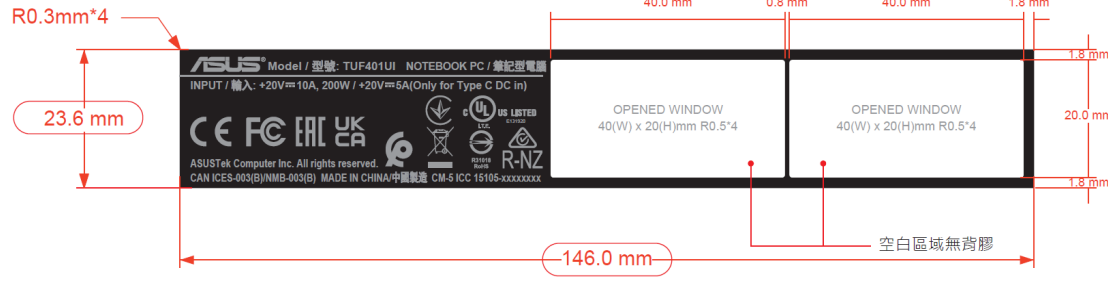 R0.3mm*4
40.0 mm
0.8 mm
40.0 mm
1.8 mm
ASUS® Model / 型號: TUF401UI NOTEBOOK PC / 筆記型電腦
INPUT / 輸入: +20V⎓10A, 200W / +20V⎓5A(Only for Type C DC in)
23.6 mm
C UL US LISTED
E131920
I.T.E.
CE FC EAC UK CA
R31018
RoHS
R-NZ
ASUSTek Computer Inc. All rights reserved.
CAN ICES-003(B)/NMB-003(B) MADE IN CHINA/中國製造 CM-5 ICC 15105-xxxxxxxx
OPENED WINDOW
40(W) x 20(H)mm R0.5*4
OPENED WINDOW
40(W) x 20(H)mm R0.5*4
1.8 mm
20.0 mm
1.8 mm
空白區域無背膠
146.0 mm